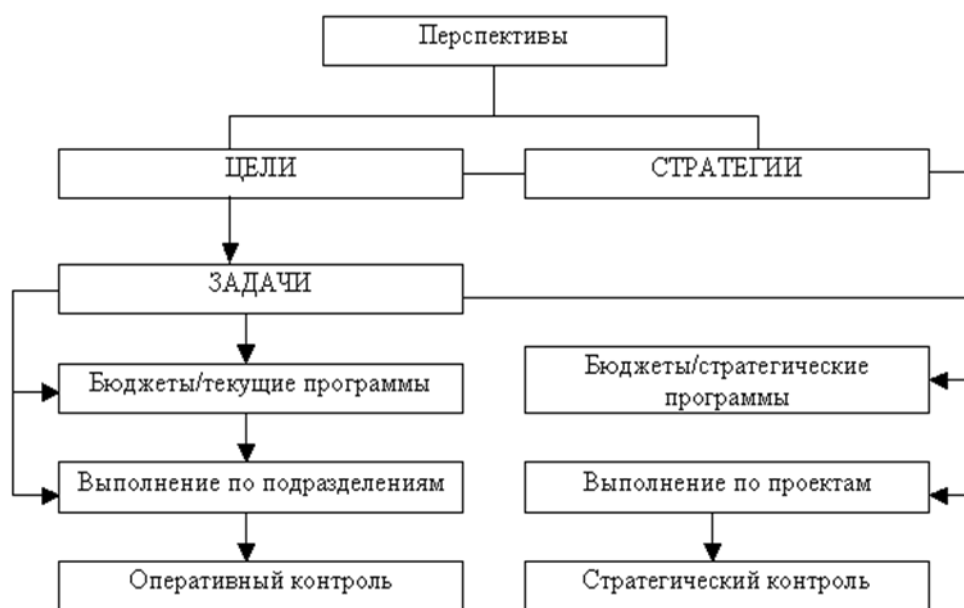 Перспективы
ЦЕЛИ
СТРАТЕГИИ
ЗАДАЧИ
Бюджеты/текущие программы
Бюджеты/стратегические
программы
Выполнение по подразделениям
Выполнение по проектам
Оперативный контроль
Стратегический контроль